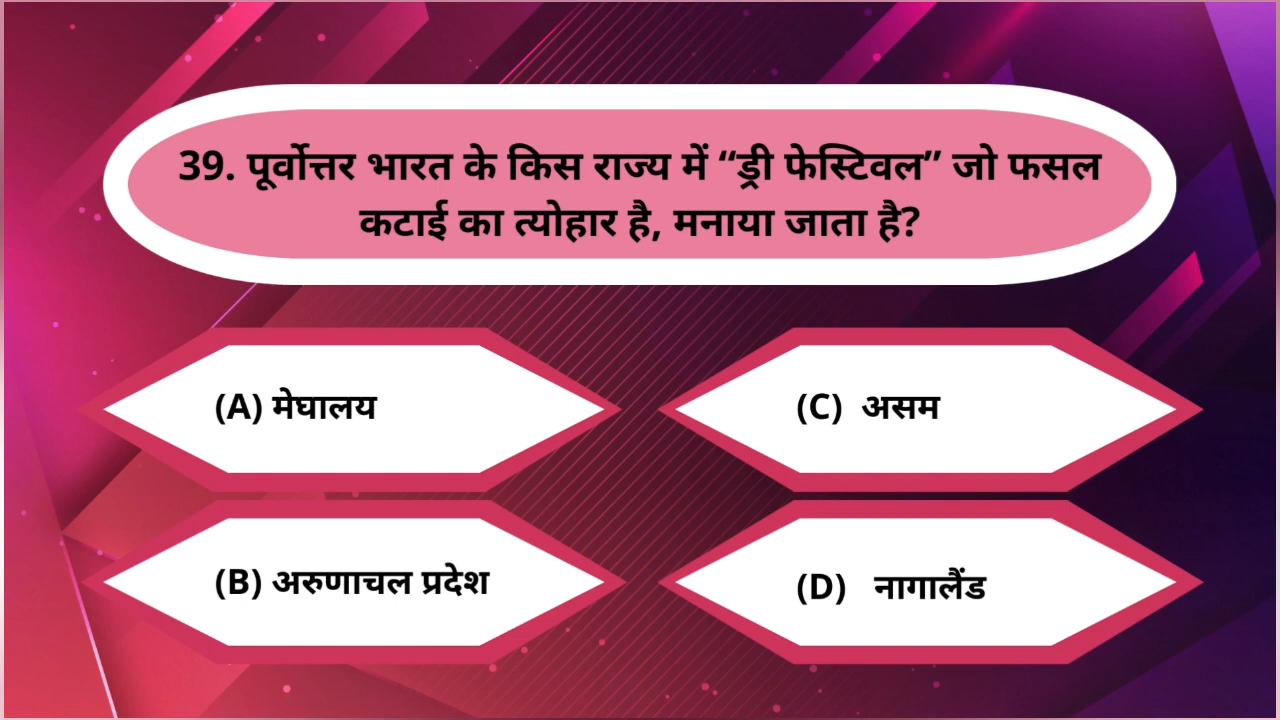 39. पूर्वोत्तर भारत के किस राज्य में “ड्री फेस्टिवल” जो फसल
कटाई का त्योहार है, मनाया जाता है?
(A) मेघालय
(B) अरुणाचल प्रदेश
(C) असम
(D) नागालैंड